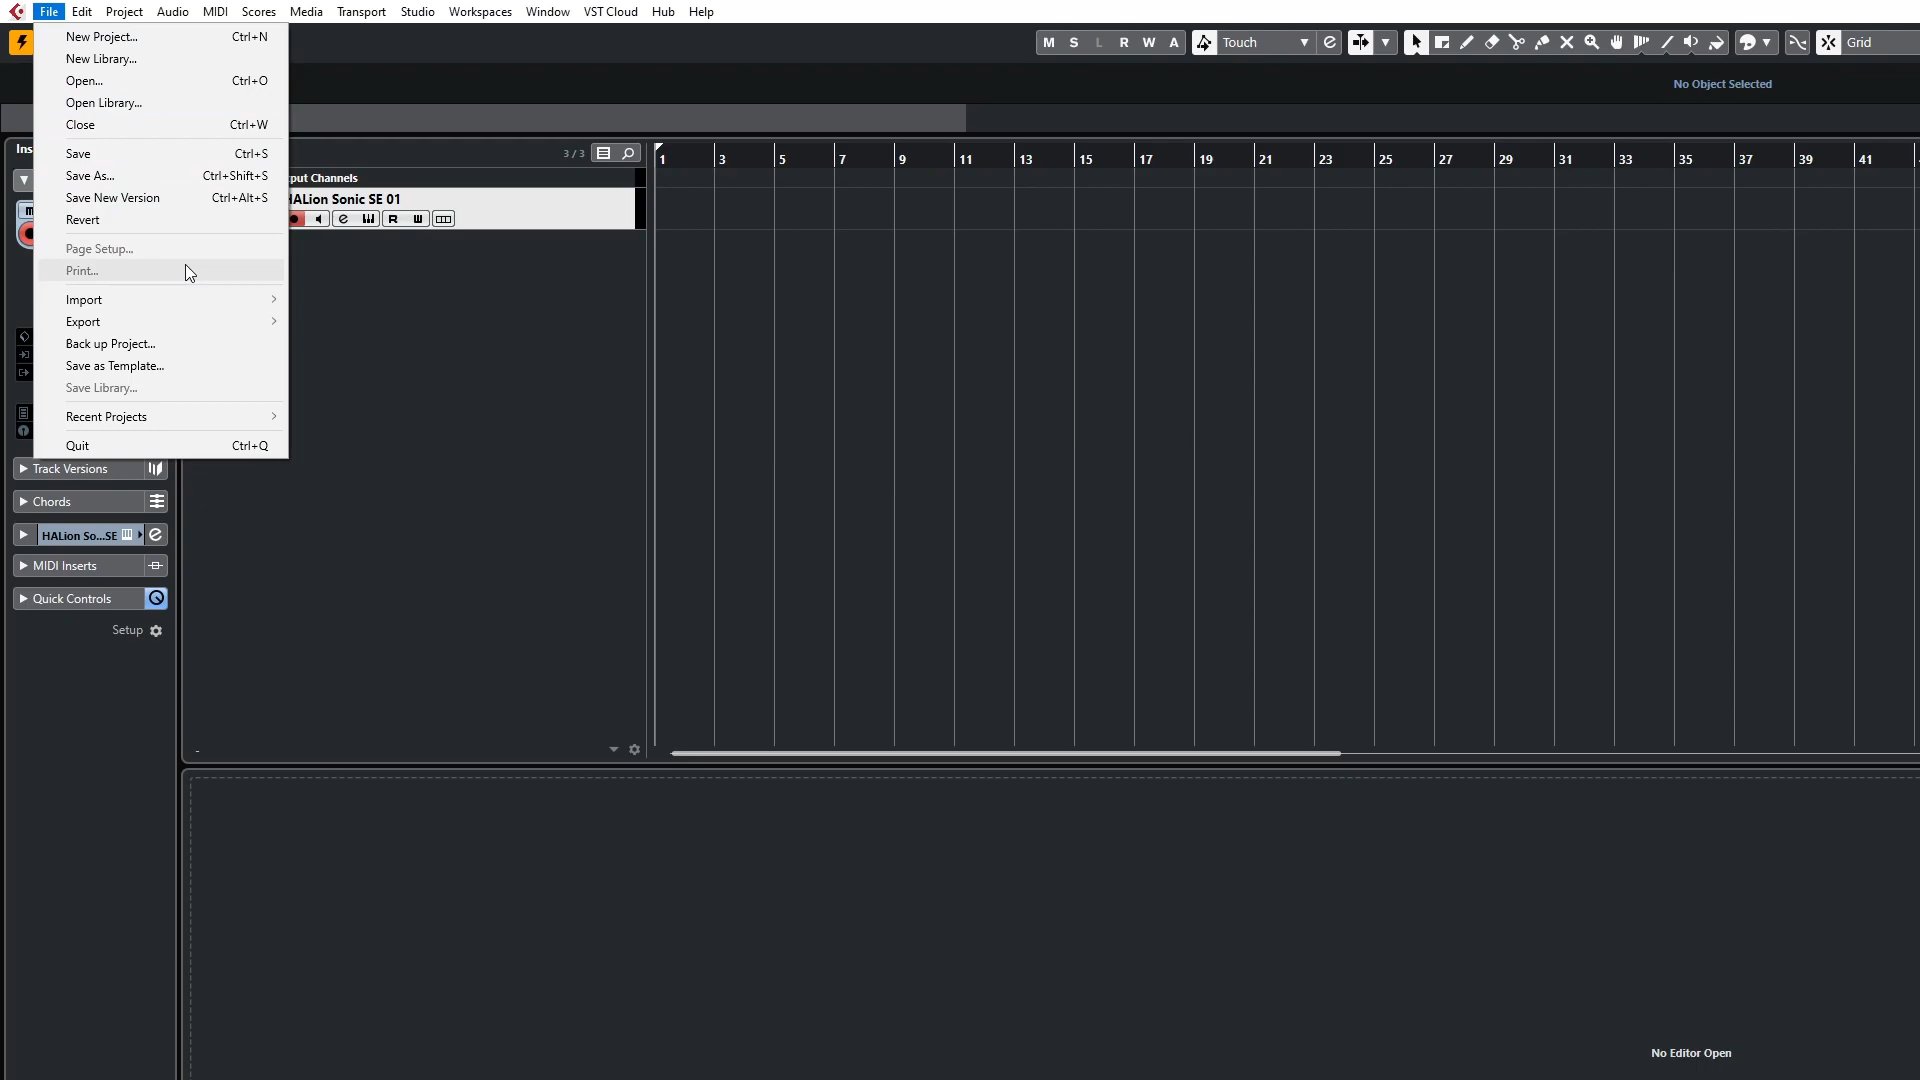 File Edit Project Audio MIDI Scores Media Transport Studio Workspaces Window VST Cloud Hub Help
New Project... Ctrl+N
New Library...
Open... Ctrl+O
Open Library...
Close Ctrl+W
Save Ctrl+S
Save As... Ctrl+Shift+S
Save New Version Ctrl+Alt+S
Revert
Page Setup...
Print...
Import
Export
Back up Project...
Save as Template...
Save Library...
Recent Projects
Quit Ctrl+Q
M S L R W A Touch Grid
No Object Selected
Ins
3 / 3
1 3 5 7 9 11 13 15 17 19 21 23 25 27 29 31 33 35 37 39 41
put Channels
HALion Sonic SE 01
R
m
Track Versions
Chords
HALion So...SE
MIDI Inserts
Quick Controls
Setup
-
No Editor Open